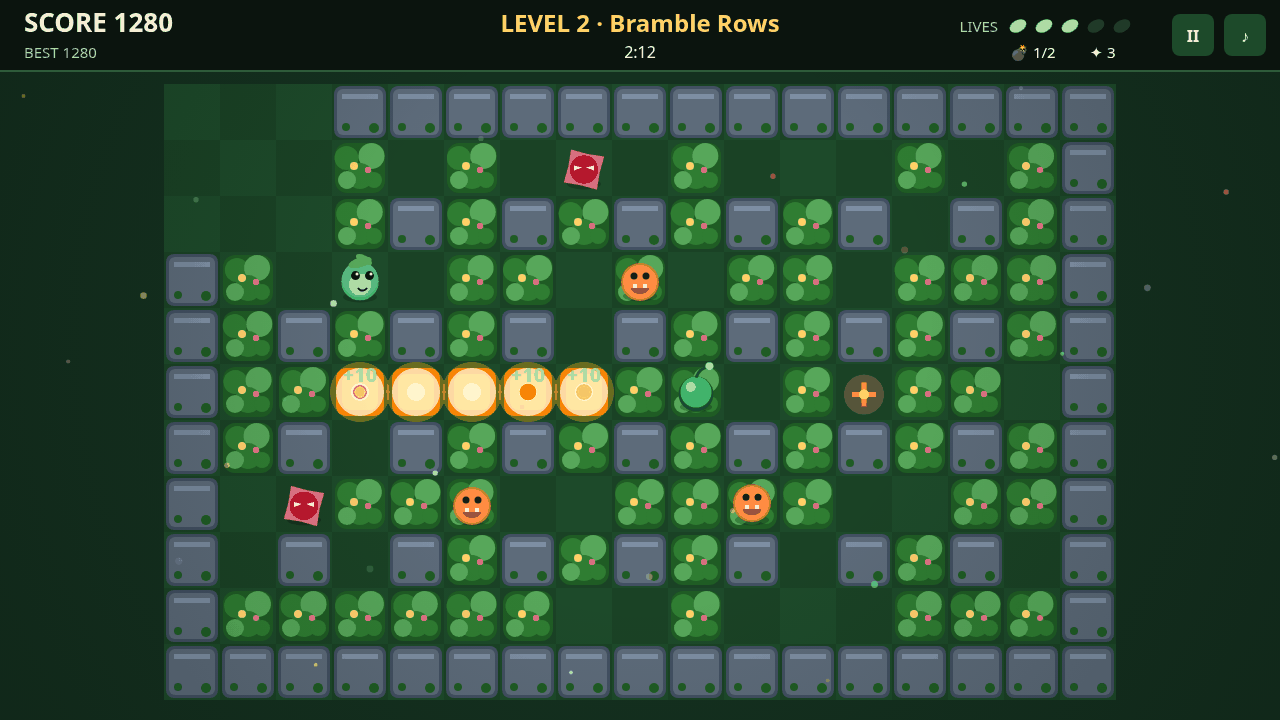 SCORE 1280
BEST 1280
LEVEL 2 · Bramble Rows
2:12
LIVES
1/2
✦ 3
II
♪
+10
+10
+10